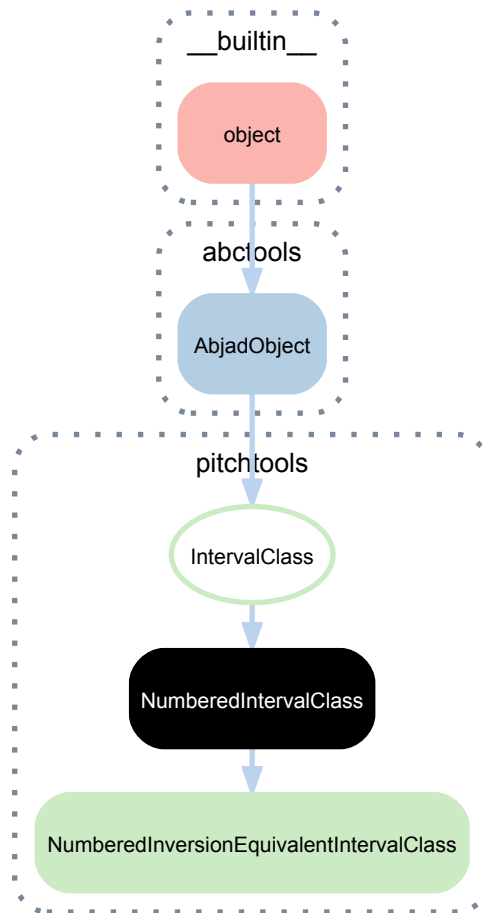 __builtin__
object
abctools
AbjadObject
pitchtools
IntervalClass
NumberedIntervalClass
NumberedInversionEquivalentIntervalClass